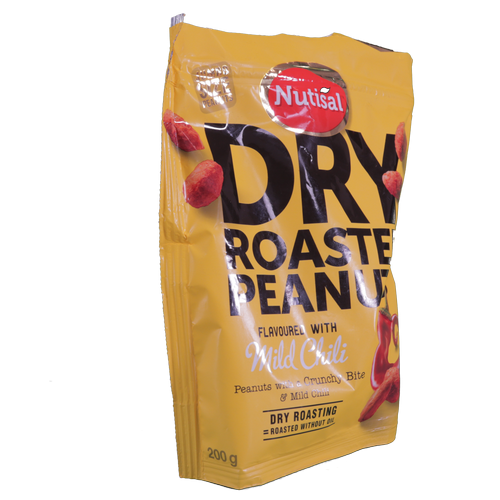 Nutisal
DRY
ROASTE
PEANU
FLAVOURED WITH
Mild Chili
Peanuts with Crunchy Bite
& Mild Chili
DRY ROASTING
= ROASTED WITHOUT OIL
200 g